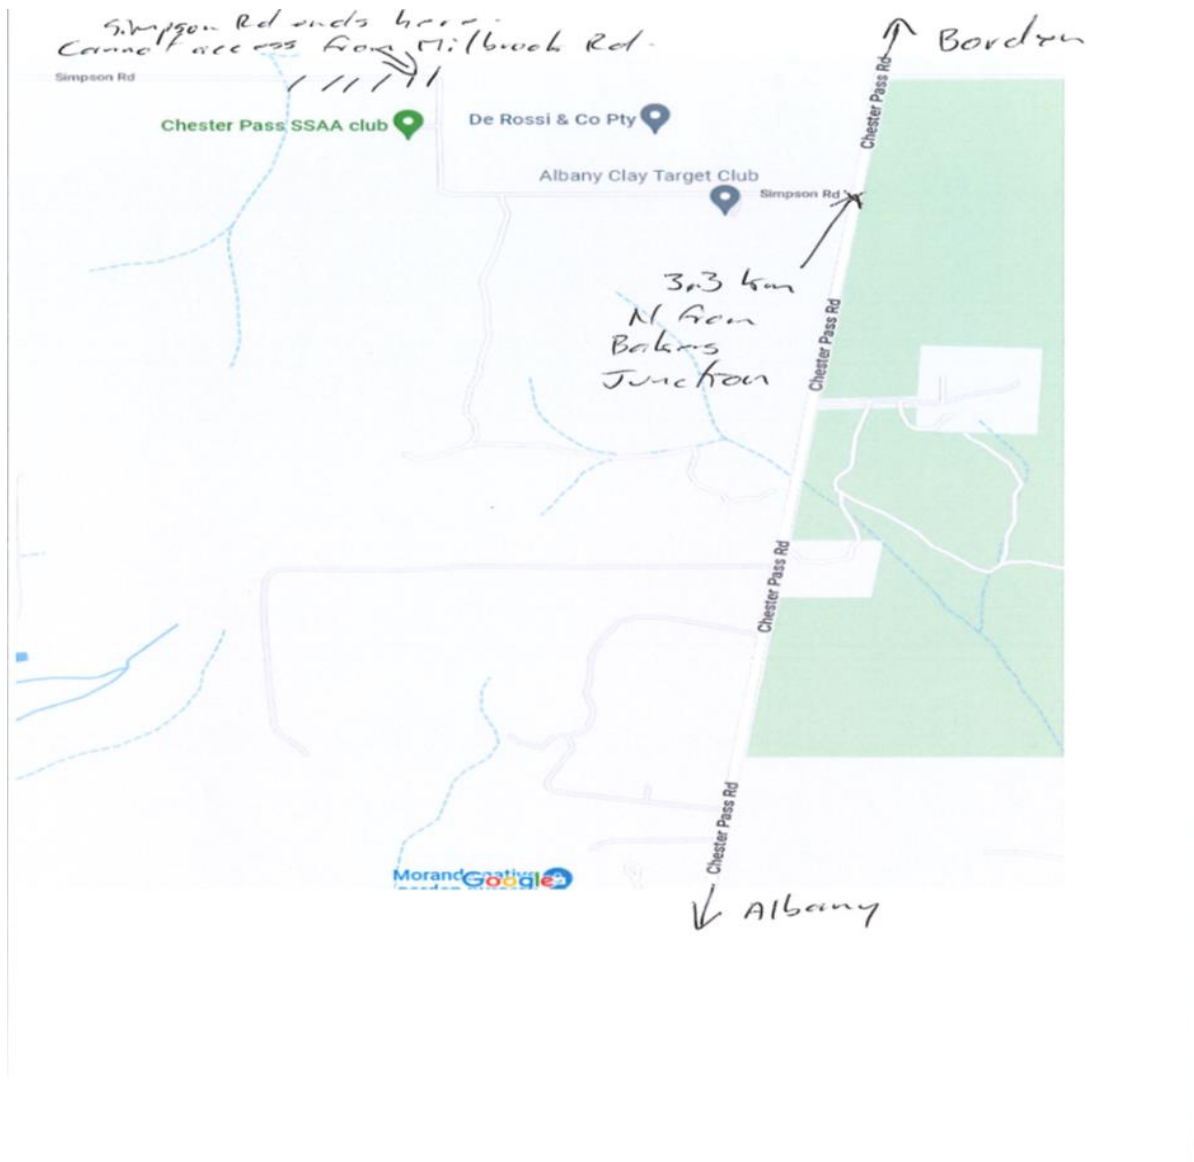 Simpson Rd ends here.
Cannot access from Milbrook Rd.
Borden
Simpson Rd
Chester Pass Rd
Chester Pass SSAA club
De Rossi & Co Pty
Albany Clay Target Club
Simpson Rd
3.3 km
N from
Bakers
Junction
Chester Pass Rd
Chester Pass Rd
Chester Pass Rd
Morand
Google
Albany